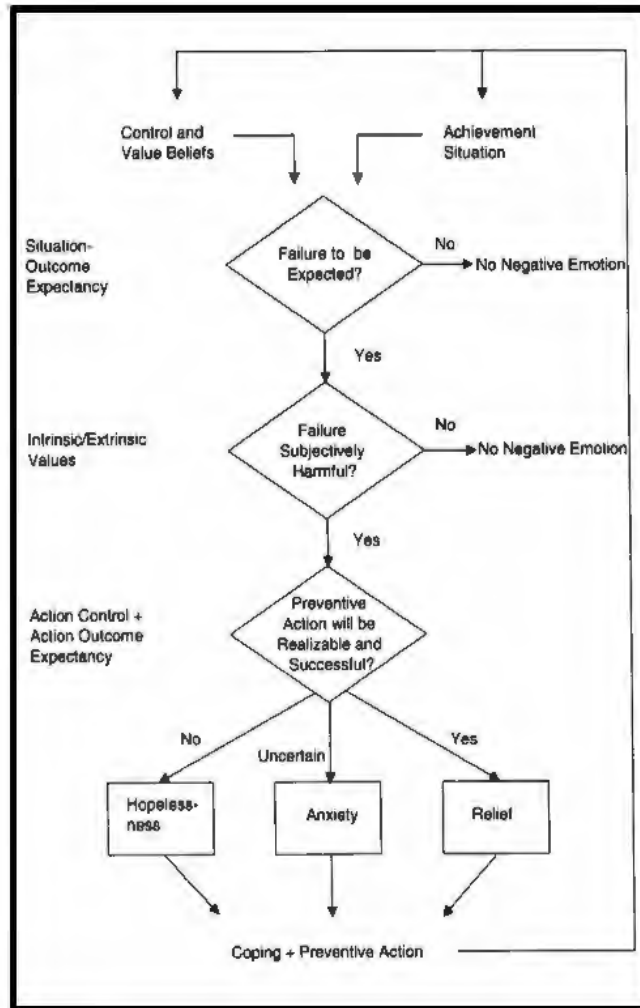 Control and
Value Beliefs
Achievement
Situation
Situation-
Outcome
Expectancy
Failure to be
Expected?
No
No Negative Emotion
Yes
Intrinsic/Extrinsic
Values
Failure
Subjectively
Harmful?
No
No Negative Emotion
Yes
Action Control +
Action Outcome
Expectancy
Preventive
Action will be
Realizable and
Successful?
No
Uncertain
Yes
Hopeless-
ness
Anxiety
Relief
Coping + Preventive Action